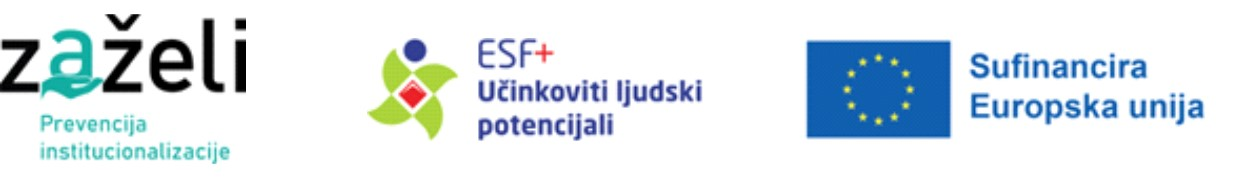 zaželi
Prevencija
institucionalizacije
ESF+
Učinkoviti ljudski
potencijali
Sufinancira
Europska unija